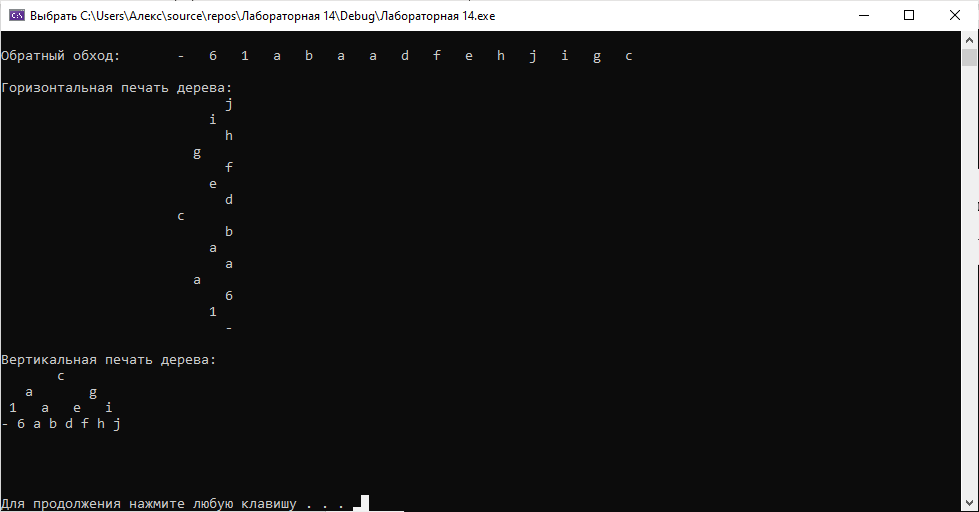 Выбрать C:\Users\Алекс\source\repos\Лабораторная 14\Debug\Лабораторная 14.exe
Обратный обход:       -   6   1   a   b   a   a   d   f   e   h   j   i   g   c
Горизонтальная печать дерева:
                            j
                          i
                            h
                        g
                            f
                          e
                            d
                      c
                            b
                          a
                            a
                        a
                            6
                          1
                            -
Вертикальная печать дерева:
       c
   a       g
 1   a   e   i
- 6 a b d f h j
Для продолжения нажмите любую клавишу . . .